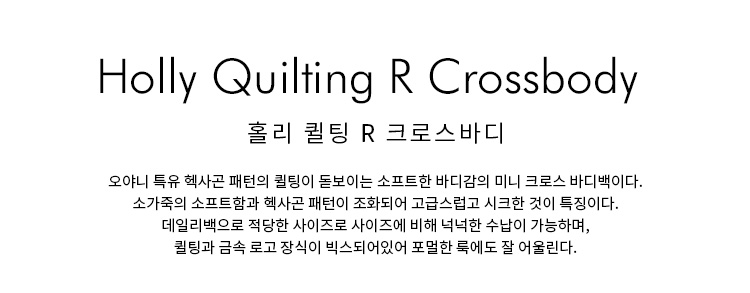 Holly Quilting R Crossbody
홀리 퀼팅 R 크로스바디
오야니 특유 헥사곤 패턴의 퀼팅이 돋보이는 소프트한 바디감의 미니 크로스 바디백이다.
소가죽의 소프트함과 헥사곤 패턴이 조화되어 고급스럽고 시크한 것이 특징이다.
데일리백으로 적당한 사이즈로 사이즈에 비해 넉넉한 수납이 가능하며,
퀼팅과 금속 로고 장식이 믹스되어있어 포멀한 룩에도 잘 어울린다.